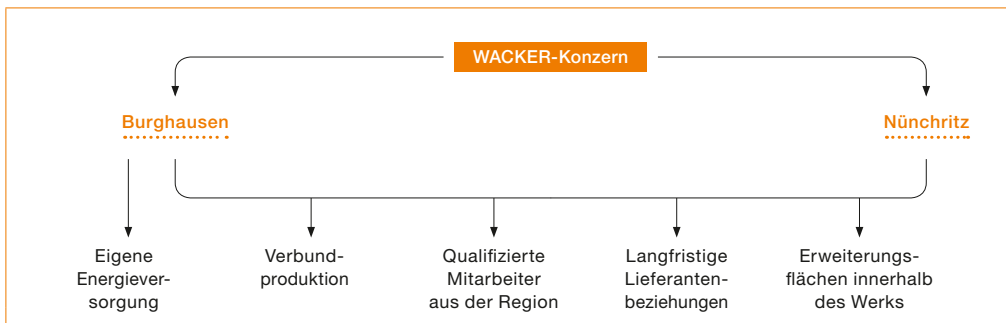 WACKER-Konzern
Burghausen
Nünchritz
Eigene
Energiever-
sorgung
Verbund-
produktion
Qualifizierte
Mitarbeiter
aus der Region
Langfristige
Lieferanten-
beziehungen
Erweiterungs-
flächen innerhalb
des Werks